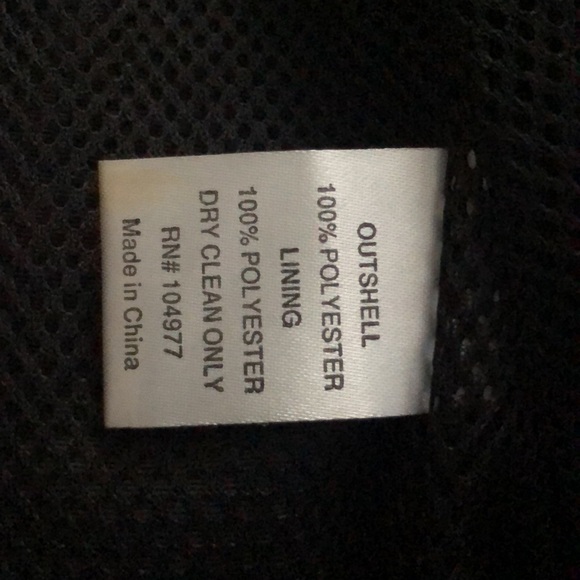 OUTSHELL
100% POLYESTER
LINING
100% POLYESTER
DRY CLEAN ONLY
RN# 104977
Made in China